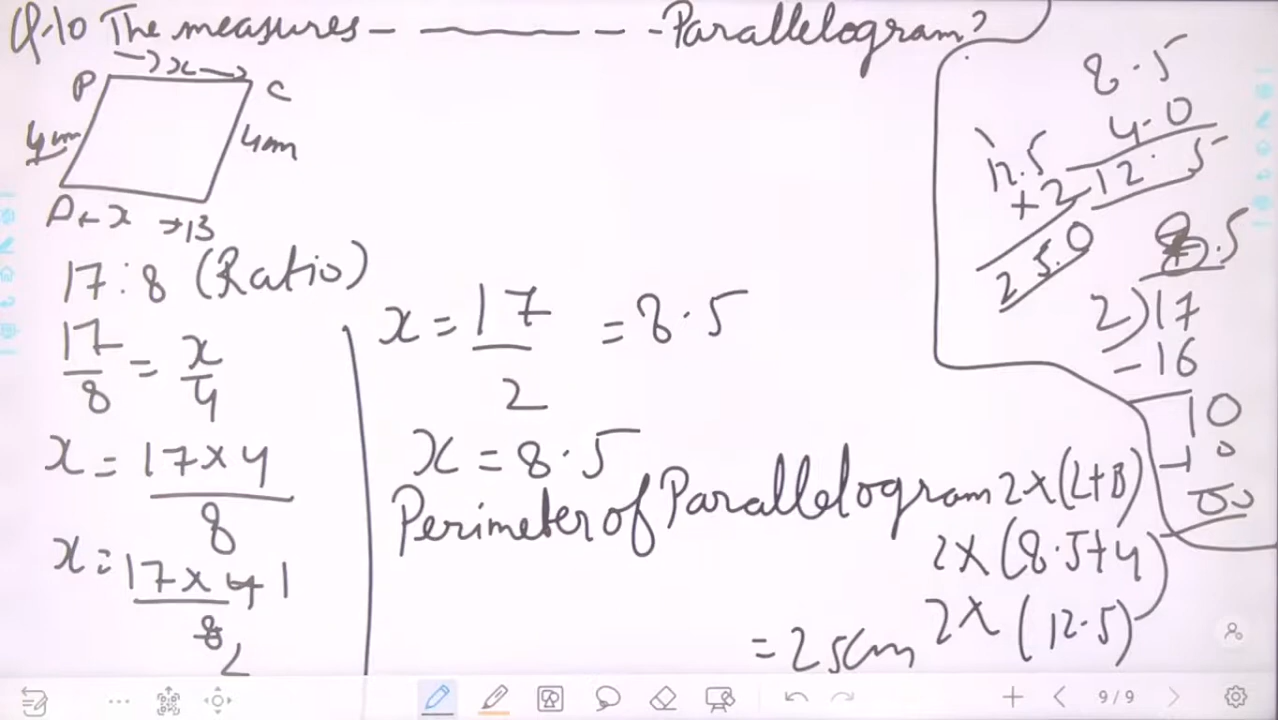 Q.10 The measures - —— - - Parallelogram?
→ x →
P C
4cm 4cm
D ← x → B
17:8 (Ratio)
17/8 = x/4
x = 17×4/8
x = 17×4 1/8 2
x = 17/2 = 8.5
x = 8.5
Perimeter of Parallelogram 2×(L+B)
2×(8.5+4)
2×(12.5)
= 25cm
8.5
4.0
12.5
12.5
+2
25.0
8.5
2)17
-16
10
-10
00
9/9